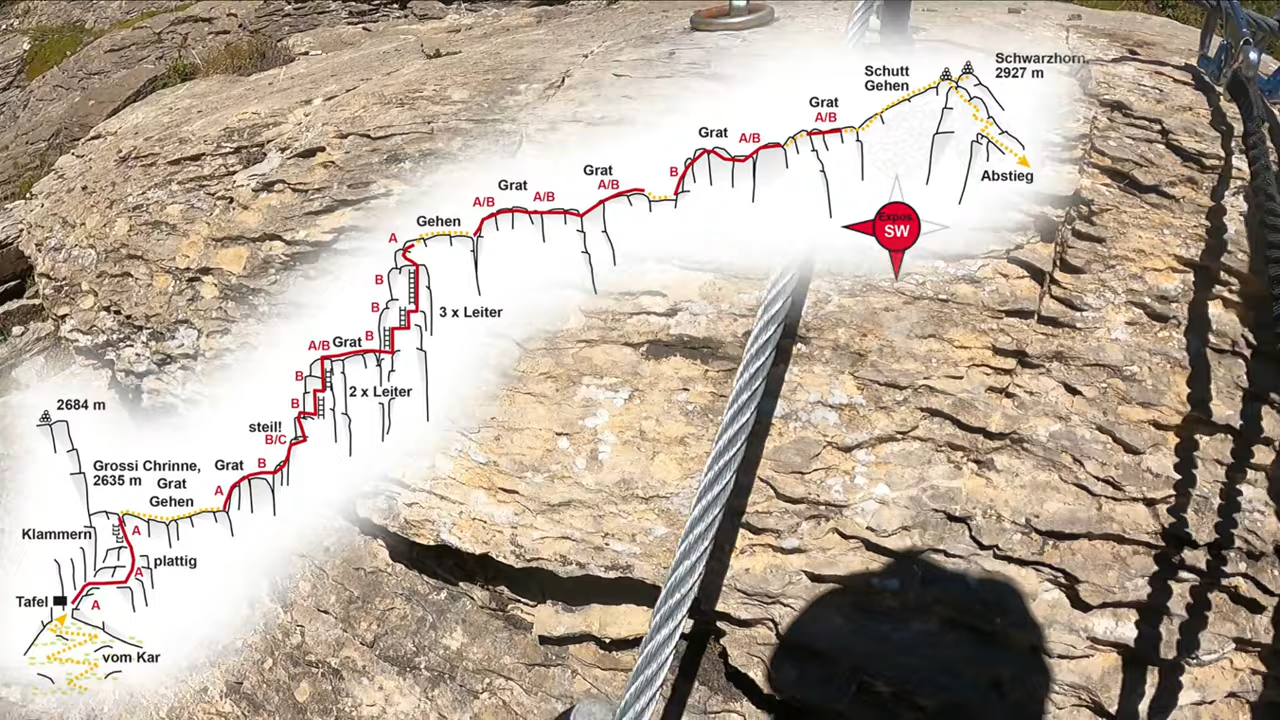 Schwarzhorn,
2927 m
Schutt
Gehen
Grat
A/B
Grat
A/B
B
Abstieg
Expos.
SW
Grat
A/B
Grat
A/B
A/B
Gehen
A
B
B
3 x Leiter
B
A/B
Grat
B
2 x Leiter
B
steil!
B/C
2684 m
Grossi Chrinne,
2635 m
Grat
Gehen
Grat
B
A
Klammern
A
plattig
A
Tafel
A
vom Kar